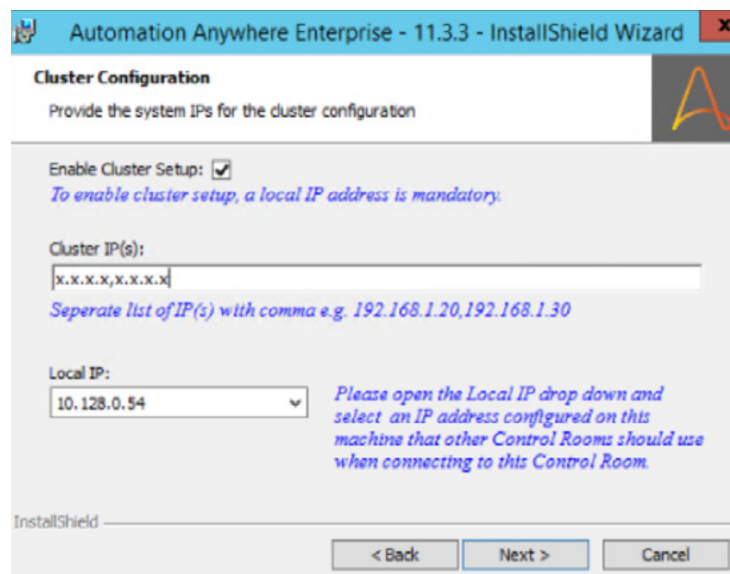 Automation Anywhere Enterprise - 11.3.3 - InstallShield Wizard x
Cluster Configuration
Provide the system IPs for the cluster configuration
Enable Cluster Setup:
To enable cluster setup, a local IP address is mandatory.
Cluster IP(s):
x.x.x.x,x.x.x.x
Seperate list of IP(s) with comma e.g. 192.168.1.20,192.168.1.30
Local IP:
10.128.0.54
Please open the Local IP drop down and
select an IP address configured on this
machine that other Control Rooms should use
when connecting to this Control Room.
InstallShield
< Back Next > Cancel